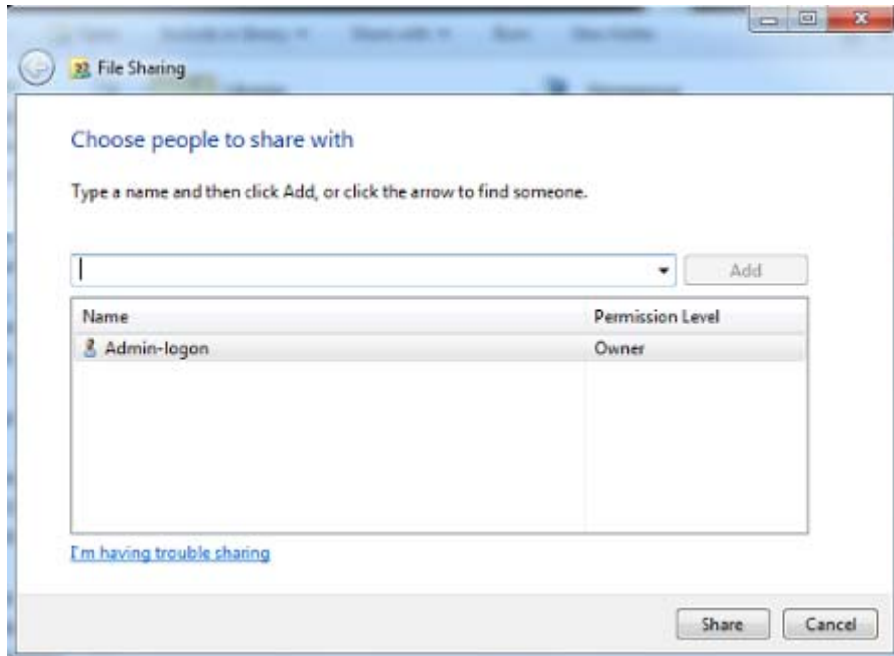 File Sharing
Choose people to share with
Type a name and then click Add, or click the arrow to find someone.
Add
Name Permission Level
Admin-logon Owner
I'm having trouble sharing
Share Cancel